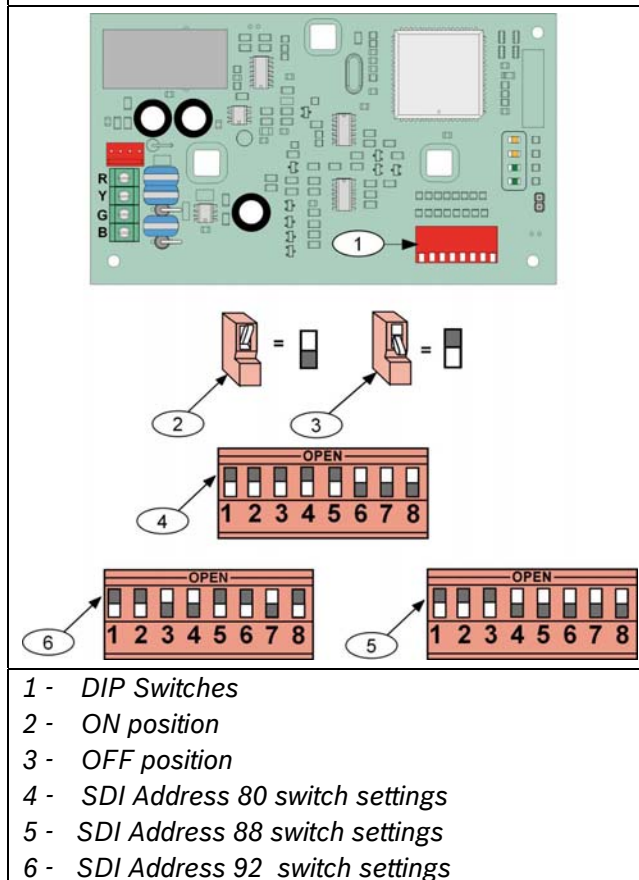 R
Y
G
B
1
2
=
3
=
4
OPEN
1 2 3 4 5 6 7 8
6
OPEN
1 2 3 4 5 6 7 8
5
OPEN
1 2 3 4 5 6 7 8
1 - DIP Switches
2 - ON position
3 - OFF position
4 - SDI Address 80 switch settings
5 - SDI Address 88 switch settings
6 - SDI Address 92 switch settings